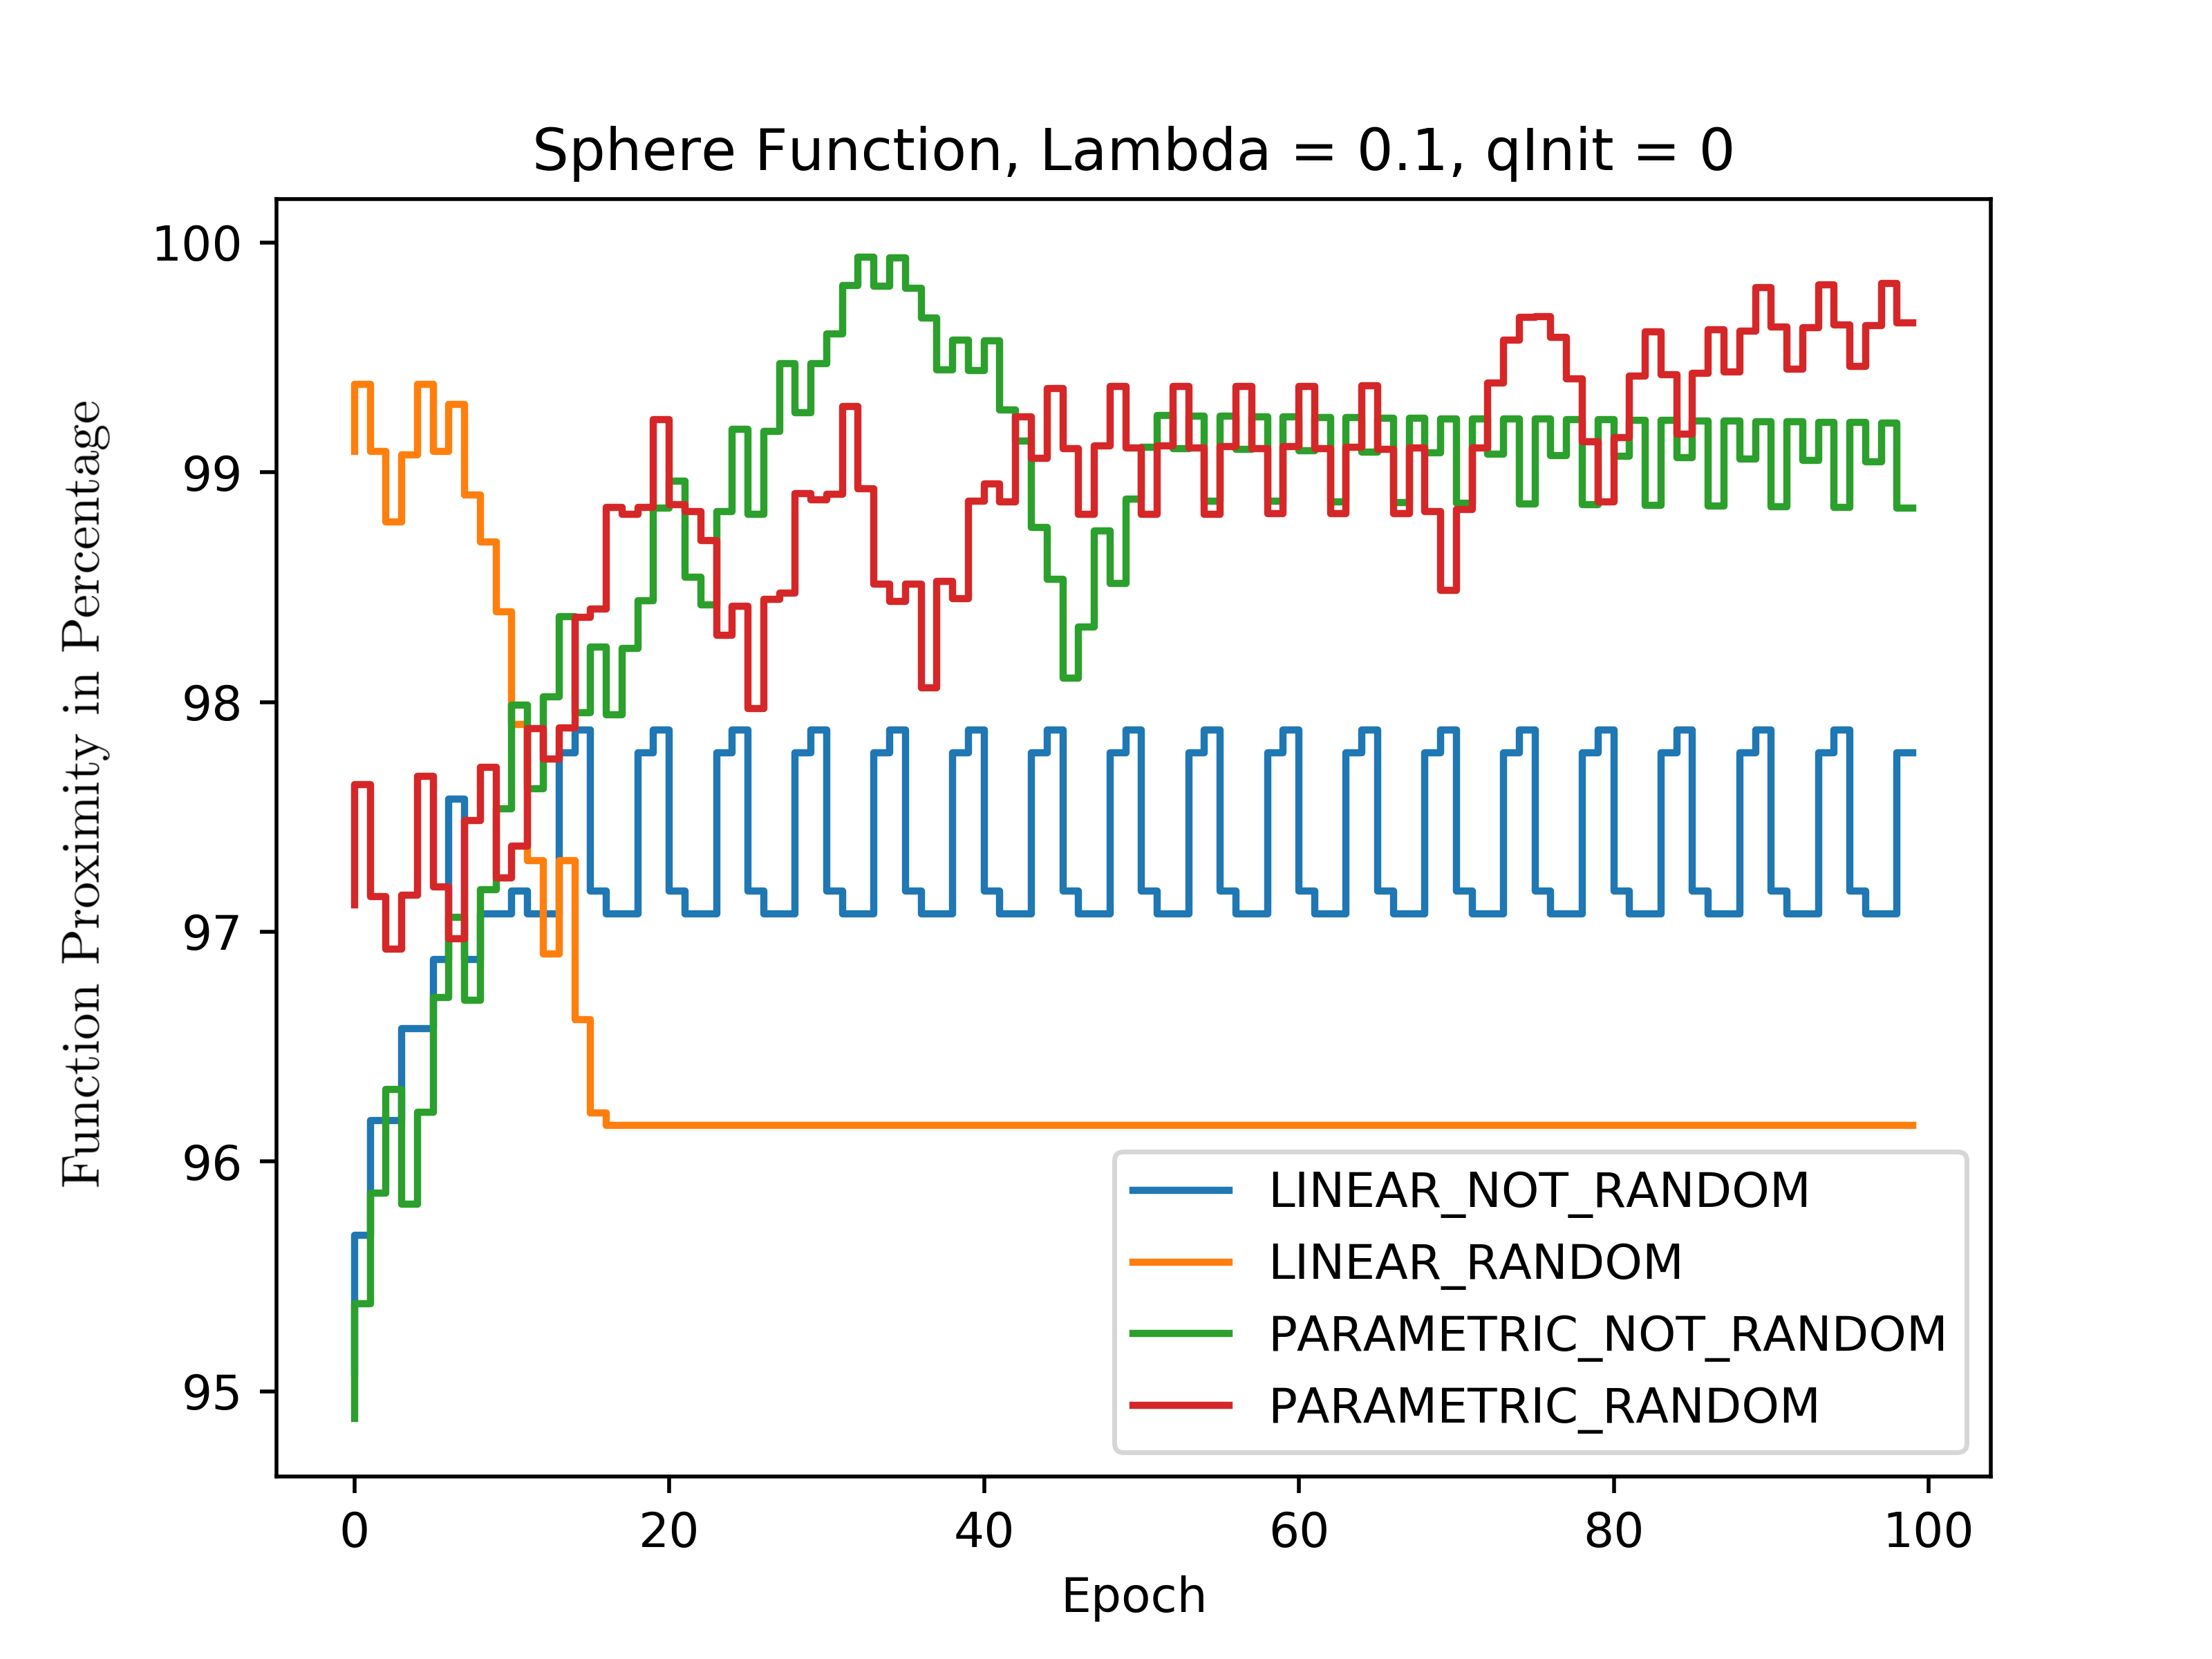 Sphere Function, Lambda = 0.1, qInit = 0
Function Proximity in Percentage
100
99
98
97
96
95
0 20 40 60 80 100
Epoch
LINEAR_NOT_RANDOM
LINEAR_RANDOM
PARAMETRIC_NOT_RANDOM
PARAMETRIC_RANDOM